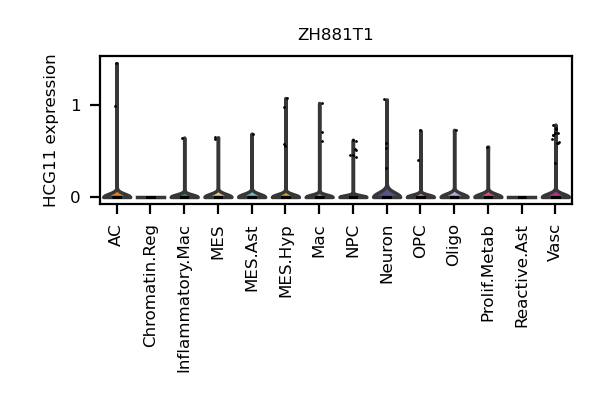 ZH881T1
HCG11 expression
1
0
AC
Chromatin.Reg
Inflammatory.Mac
MES
MES.Ast
MES.Hyp
Mac
NPC
Neuron
OPC
Oligo
Prolif.Metab
Reactive.Ast
Vasc